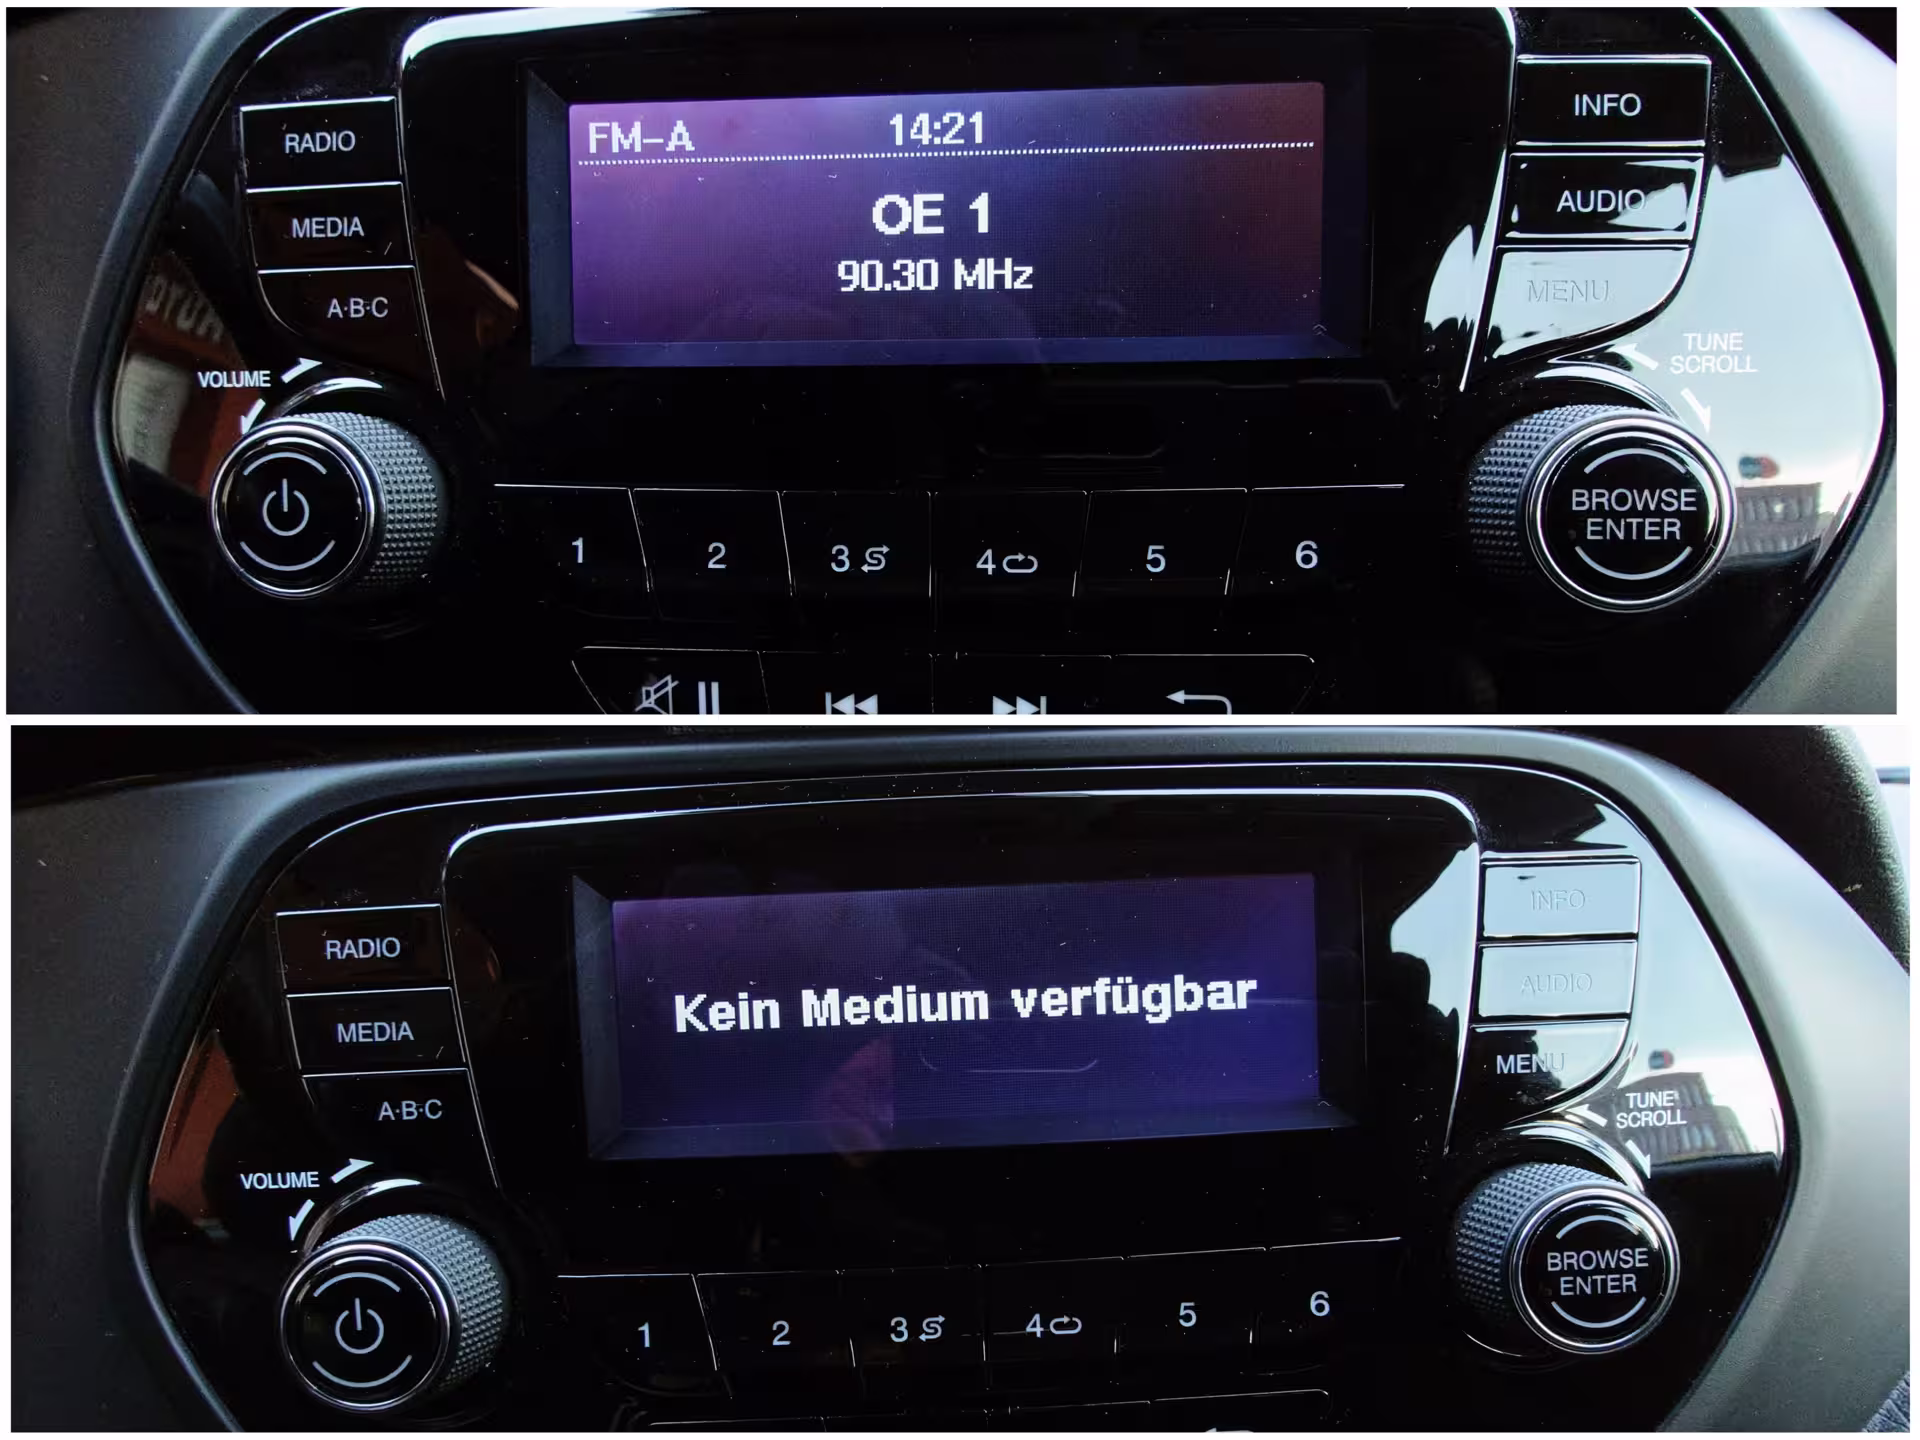 FM-A 14:21
OE 1
90.30 MHz
RADIO
MEDIA
A·B·C
VOLUME
INFO
AUDIO
MENU
TUNE
SCROLL
BROWSE
ENTER
1 2 3 4 5 6
Kein Medium verfügbar
RADIO
MEDIA
A·B·C
VOLUME
INFO
AUDIO
MENU
TUNE
SCROLL
BROWSE
ENTER
1 2 3 4 5 6